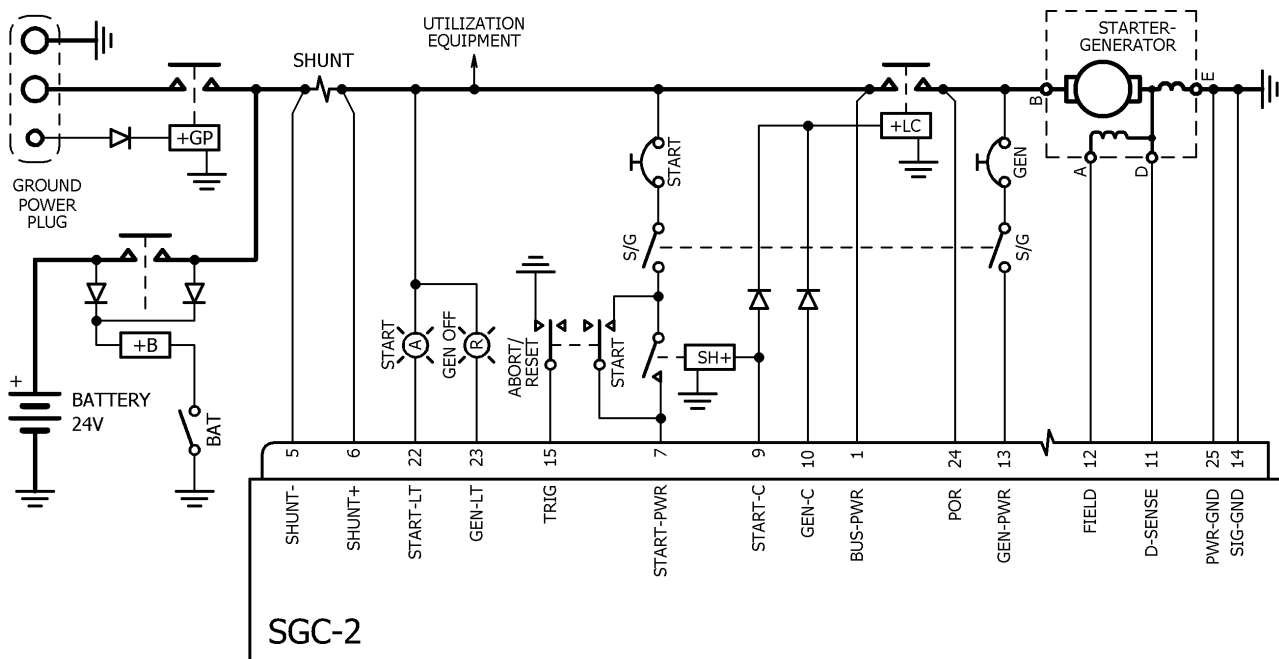 UTILIZATION
EQUIPMENT
STARTER-
GENERATOR
SHUNT
B
E
+GP
+LC
START
GEN
A
D
GROUND
POWER
PLUG
S/G
S/G
START
A
GEN OFF
R
ABORT/
RESET
START
SH+
+B
+
BATTERY
24V
BAT
5
6
22
23
15
7
9
10
1
24
13
12
11
25
14
SHUNT-
SHUNT+
START-LT
GEN-LT
TRIG
START-PWR
START-C
GEN-C
BUS-PWR
POR
GEN-PWR
FIELD
D-SENSE
PWR-GND
SIG-GND
SGC-2